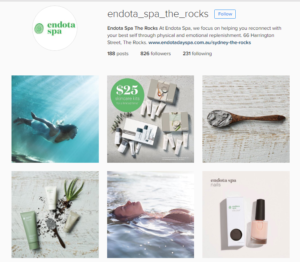 endota
spa
endota_spa_the_rocks Follow
Endota Spa The Rocks At Endota Spa, we focus on helping you reconnect with
your best self through physical and emotional replenishment. 66 Harrington
Street, The Rocks. www.endotadayspa.com.au/sydney-the-rocks
188 posts 826 followers 231 following
$25
endota spa